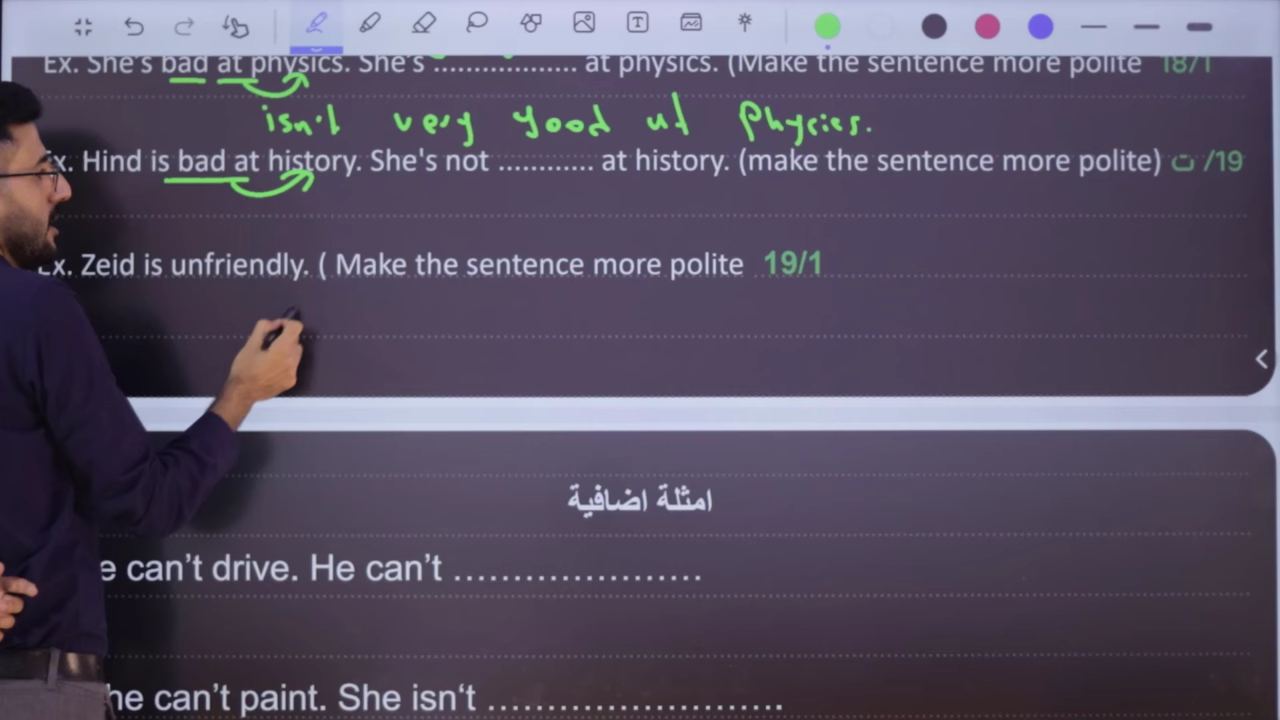 Ex. She's bad at physics. She's .................. at physics. (Make the sentence more polite 18/1
isn't very good at Physics.
Ex. Hind is bad at history. She's not ............ at history. (make the sentence more polite) ت /19
Ex. Zeid is unfriendly. ( Make the sentence more polite 19/1
امثلة اضافية
e can't drive. He can't .....................
he can't paint. She isn't .........................